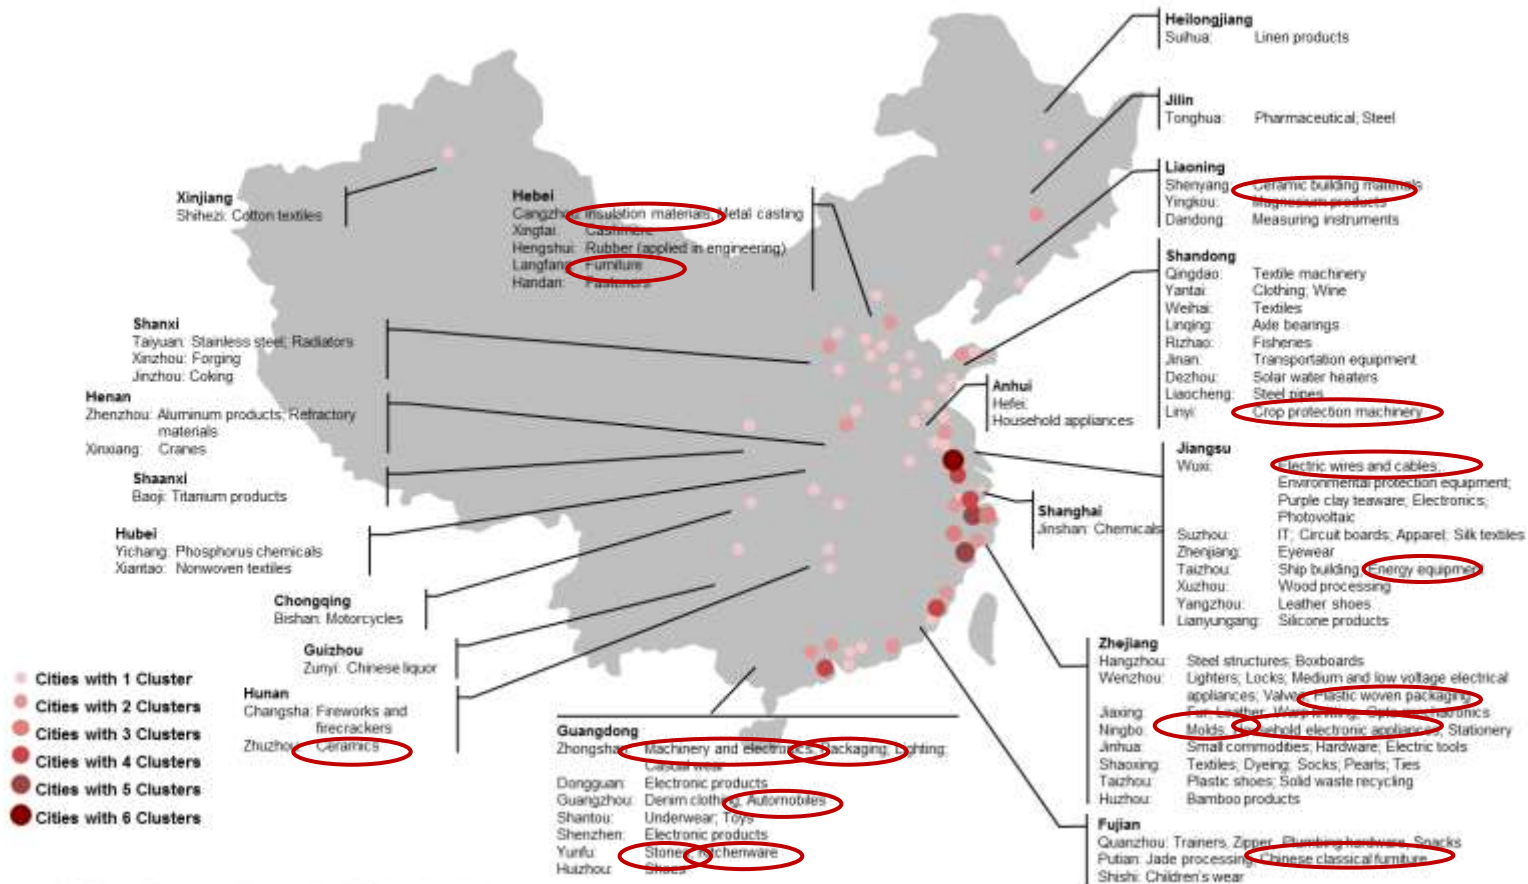 Heilongjiang
Suihua: Linen products
Jilin
Tonghua: Pharmaceutical; Steel
Liaoning
Shenyang: Ceramic building materials
Yingkou: Magnesium products
Dandong: Measuring instruments
Xinjiang
Shihezi: Cotton textiles
Hebei
Cangzhou: Insulation materials; Metal casting
Xingtai: Cashmere
Hengshui: Rubber (applied in engineering)
Langfang: Furniture
Handan: Fasteners
Shandong
Qingdao: Textile machinery
Yantai: Clothing; Wine
Weihai: Textiles
Linqing: Axle bearings
Rizhao: Fisheries
Jinan: Transportation equipment
Dezhou: Solar water heaters
Liaocheng: Steel pipes
Linyi: Crop protection machinery
Shanxi
Taiyuan: Stainless steel; Radiators
Xinzhou: Forging
Jinzhou: Coking
Henan
Zhenzhou: Aluminum products; Refractory
materials
Xinxiang: Cranes
Anhui
Hefei:
Household appliances
Shaanxi
Baoji: Titanium products
Jiangsu
Wuxi: Electric wires and cables;
Environmental protection equipment;
Purple clay teaware; Electronics;
Photovoltaic
Suzhou: IT; Circuit boards; Apparel; Silk textiles
Zhenjiang: Eyewear
Taizhou: Ship building; Energy equipment
Xuzhou: Wood processing
Yangzhou: Leather shoes
Lianyungang: Silicone products
Shanghai
Jinshan: Chemicals
Hubei
Yichang: Phosphorus chemicals
Xiantao: Nonwoven textiles
Chongqing
Bishan: Motorcycles
Guizhou
Zunyi: Chinese liquor
Hunan
Changsha: Fireworks and
firecrackers
Zhuzhou: Ceramics
Zhejiang
Hangzhou: Steel structures; Boxboards
Wenzhou: Lighters; Locks; Medium and low voltage electrical
appliances; Valves; Plastic woven packaging
Jiaxing: Fur; Leather; Warp knitting;
Ningbo: Molds; Household electronic appliances; Stationery
Jinhua: Small commodities; Hardware; Electric tools
Shaoxing: Textiles; Dyeing; Socks; Pearls; Ties
Taizhou: Plastic shoes; Solid waste recycling
Huzhou: Bamboo products
Cities with 1 Cluster
Cities with 2 Clusters
Cities with 3 Clusters
Cities with 4 Clusters
Cities with 5 Clusters
Cities with 6 Clusters
Guangdong
Zhongshan: Machinery and electronics; Packaging; Lighting;
Casual wear
Dongguan: Electronic products
Guangzhou: Denim clothing; Automobiles
Shantou: Underwear; Toys
Shenzhen: Electronic products
Yunfu: Stones; Kitchenware
Huizhou: Shoes
Fujian
Quanzhou: Trainers, Zipper, Plumbing hardware, Snacks
Putian: Jade processing; Chinese classical furniture
Shishi: Children's wear